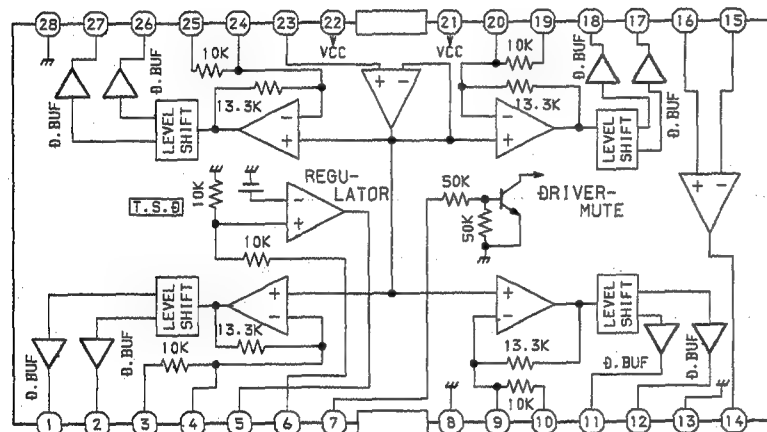 28 27 26 25 24 23 22 21 20 19 18 17 16 15
10K VCC VCC 10K
Đ.BUF Đ.BUF Đ.BUF Đ.BUF
13.3K 13.3K
LEVEL SHIFT
LEVEL SHIFT
- +
+ -
- +
- +
+ -
REGU-
LATOR
10K
T.S.Đ
- +
50K
50K
ĐRIVER-
MUTE
10K
LEVEL SHIFT
LEVEL SHIFT
+ -
+ -
13.3K 13.3K
10K 10K
Đ.BUF Đ.BUF Đ.BUF Đ.BUF
1 2 3 4 5 6 7 8 9 10 11 12 13 14